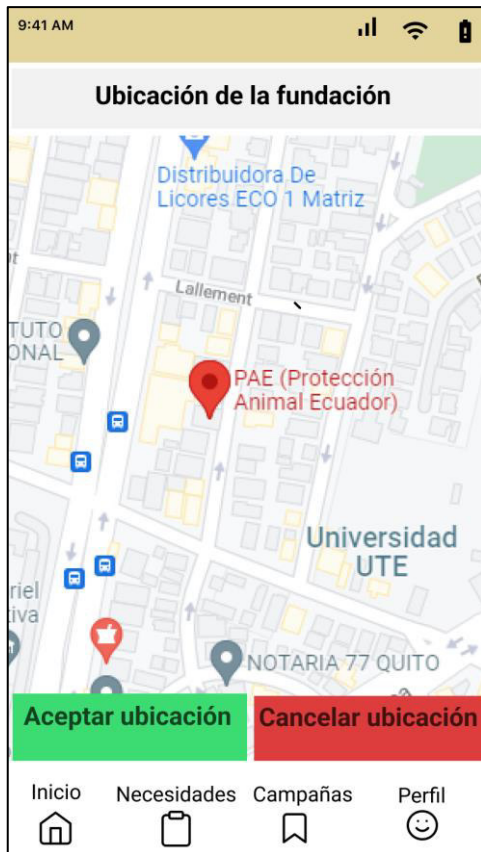 9:41 AM
Ubicación de la fundación
Distribuidora De
Licores ECO 1 Matriz
Lallement
TUTO
ONAL
PAE (Protección
Animal Ecuador)
Universidad
UTE
riel
tiva
NOTARIA 77 QUITO
Aceptar ubicación
Cancelar ubicación
Inicio
Necesidades
Campañas
Perfil